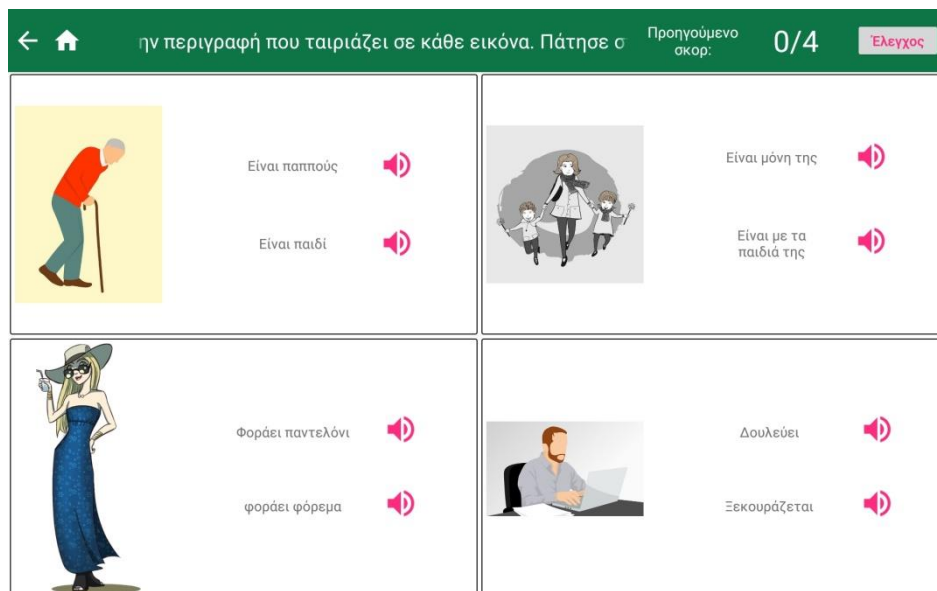 ην περιγραφή που ταιριάζει σε κάθε εικόνα. Πάτησε σ
Προηγούμενο
σκορ:
0/4
Έλεγχος
Είναι παππούς
Είναι παιδί
Είναι μόνη της
Είναι με τα
παιδιά της
Φοράει παντελόνι
φοράει φόρεμα
Δουλεύει
Ξεκουράζεται